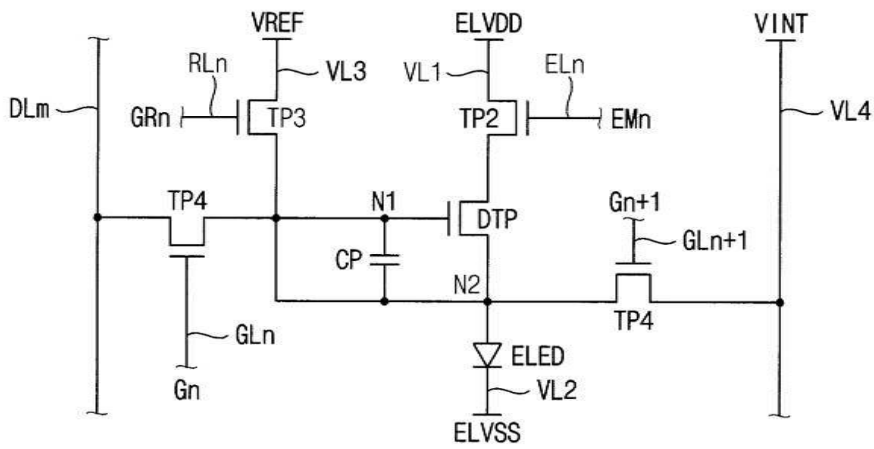 VREF
ELVDD
VINT
RLn
VL3
VL1
ELn
DLm
GRn
TP3
TP2
EMn
VL4
TP4
N1
DTP
Gn+1
GLn+1
CP
N2
TP4
GLn
ELED
Gn
VL2
ELVSS